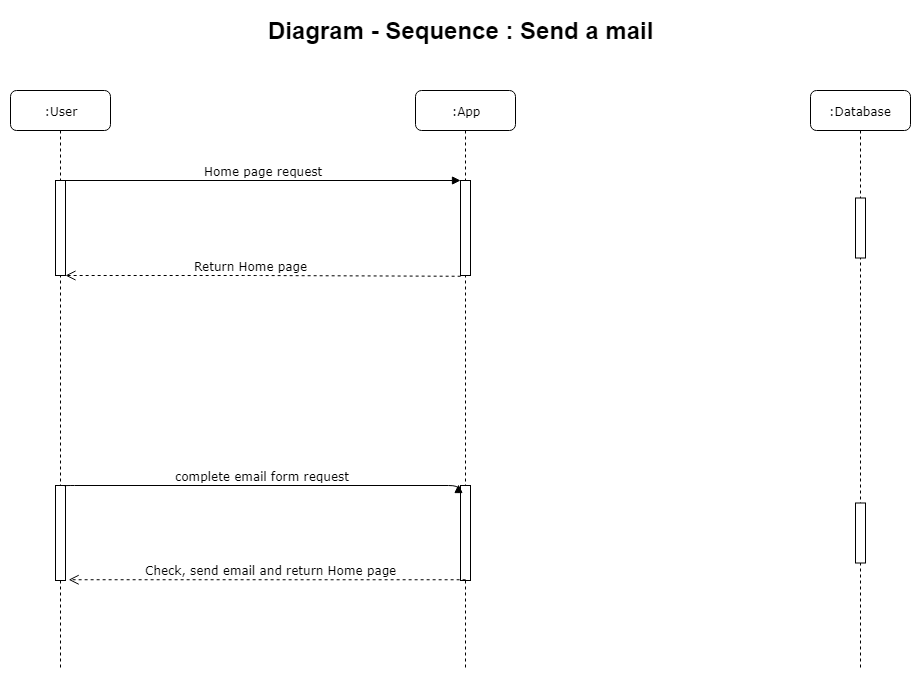 Diagram - Sequence : Send a mail
:User
:App
:Database
Home page request
Return Home page
complete email form request
Check, send email and return Home page